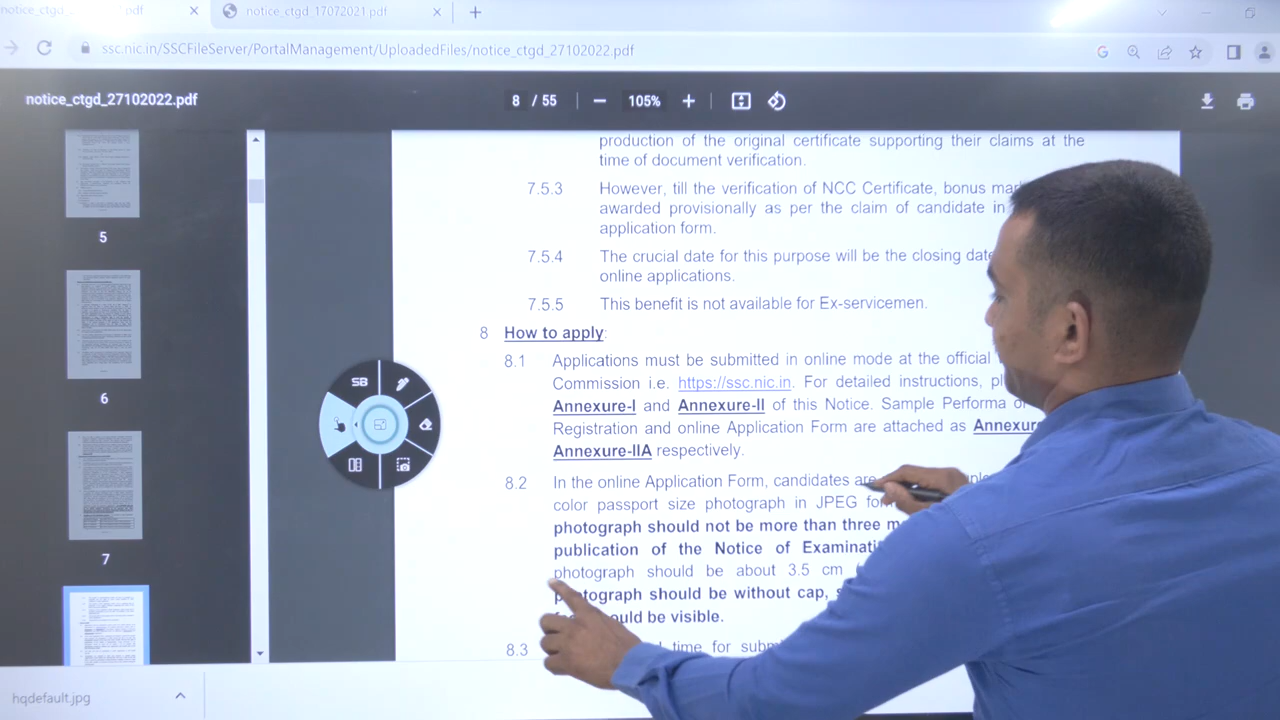 notice_ctgd_ pdf
notice_ctgd_17072021.pdf
ssc.nic.in/SSCFileServer/PortalManagement/UploadedFiles/notice_ctgd_27102022.pdf
notice_ctgd_27102022.pdf
8 / 55
105%
production of the original certificate supporting their claims at the
time of document verification.
7.5.3 However, till the verification of NCC Certificate, bonus
awarded provisionally as per the claim of candidate in
application form.
7.5.4 The crucial date for this purpose will be the closing date
online applications.
7.5.5 This benefit is not available for Ex-servicemen.
8 How to apply:
8.1 Applications must be submitted in online mode at the official
Commission i.e. https://ssc.nic.in. For detailed instructions,
Annexure-I and Annexure-II of this Notice. Sample Performa
Registration and online Application Form are attached as
Annexure-IIA respectively.
8.2 In the online Application Form, candidates are
color passport size photograph in JPEG
photograph should not be more than three
publication of the Notice of
photograph should be about 3.5 cm
photograph should be without cap,
be visible.
8.3 time for
5
6
7
SB
hqdefault.jpg